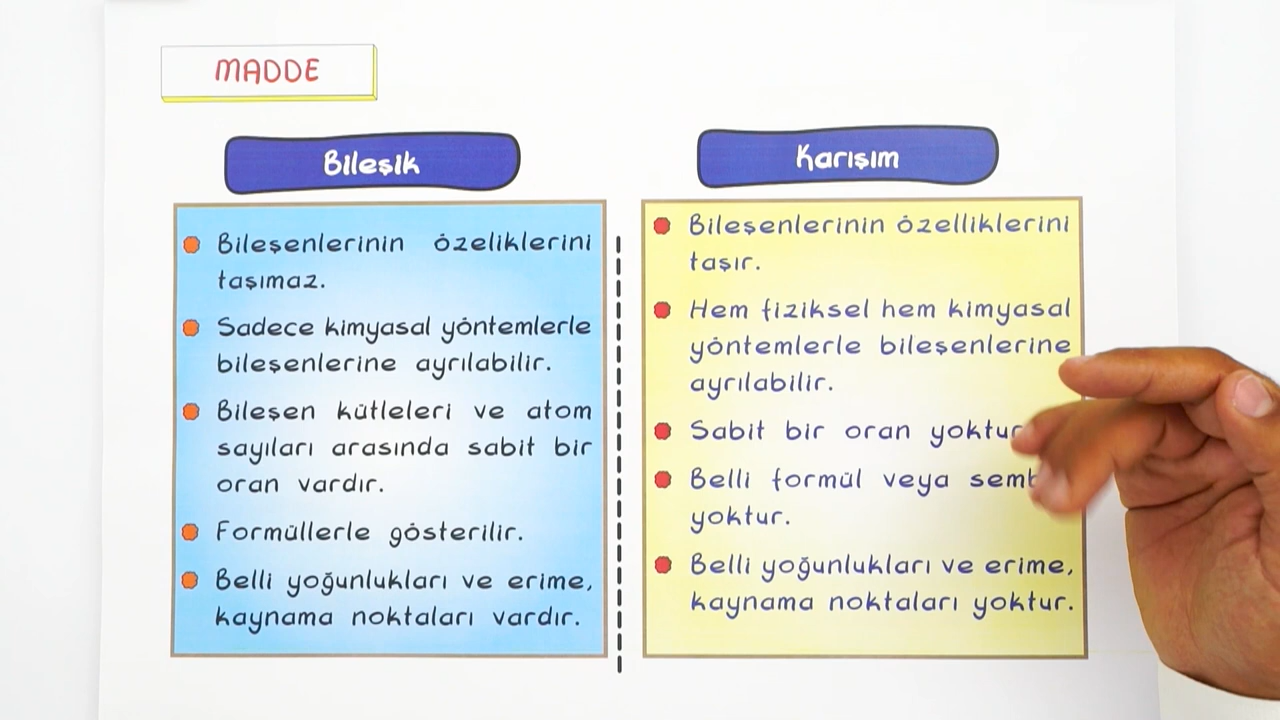 MADDE
Bileşik
Bileşenlerinin özeliklerini
taşımaz.
Sadece kimyasal yöntemlerle
bileşenlerine ayrılabilir.
Bileşen kütleleri ve atom
sayıları arasında sabit bir
oran vardır.
Formüllerle gösterilir.
Belli yoğunlukları ve erime,
kaynama noktaları vardır.
Karışım
Bileşenlerinin özelliklerini
taşır.
Hem fiziksel hem kimyasal
yöntemlerle bileşenlerine
ayrılabilir.
Sabit bir oran yoktur
Belli formül veya
yoktur.
Belli yoğunlukları ve erime,
kaynama noktaları yoktur.